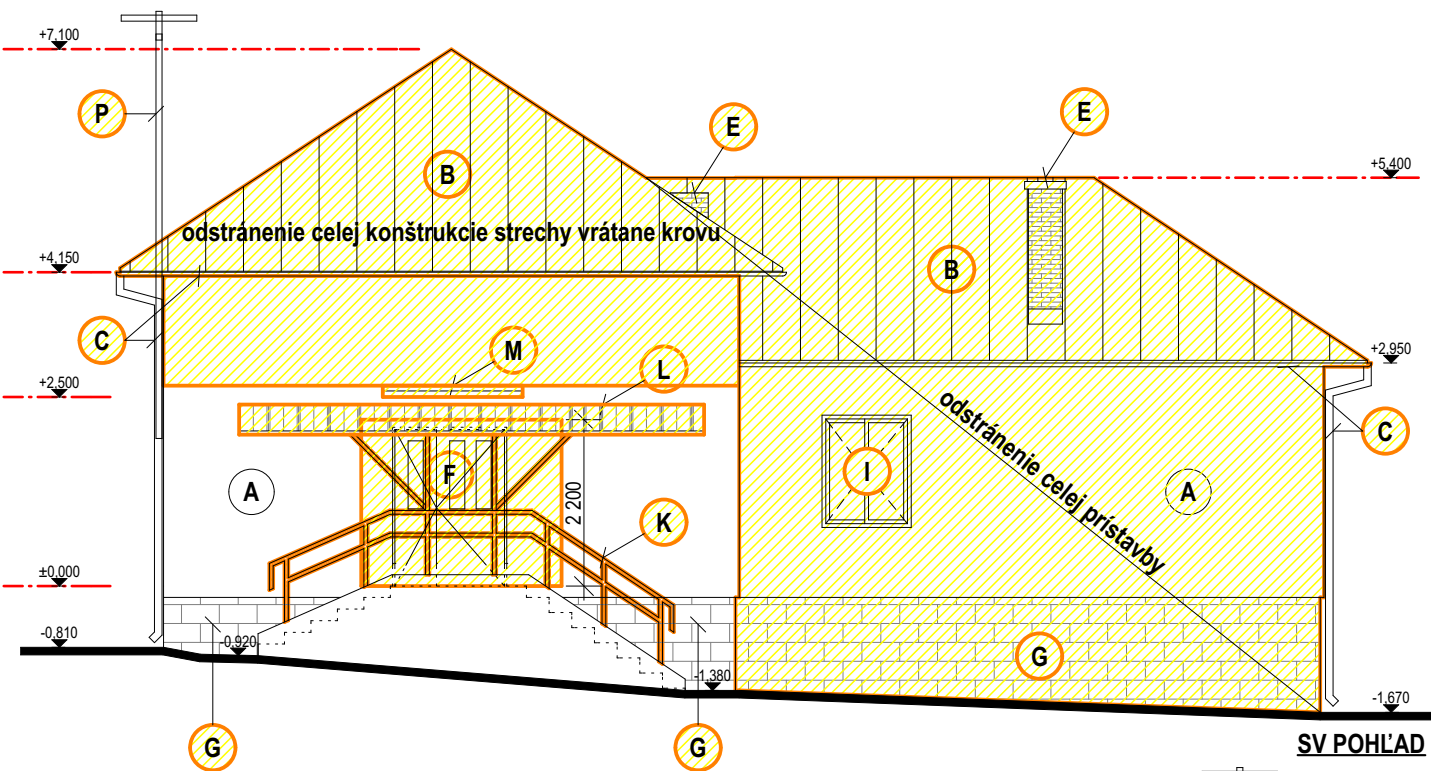 +7,100
P
E
E
+5,400
B
odstránenie celej konštrukcie strechy vrátane krovu
+4,150
B
C
M
L
+2,950
+2,500
odstránenie celej prístavby
C
F
I
A
A
2 200
K
±0,000
-0,810
-0,920
G
-1,380
-1,670
G
G
SV POHĽAD